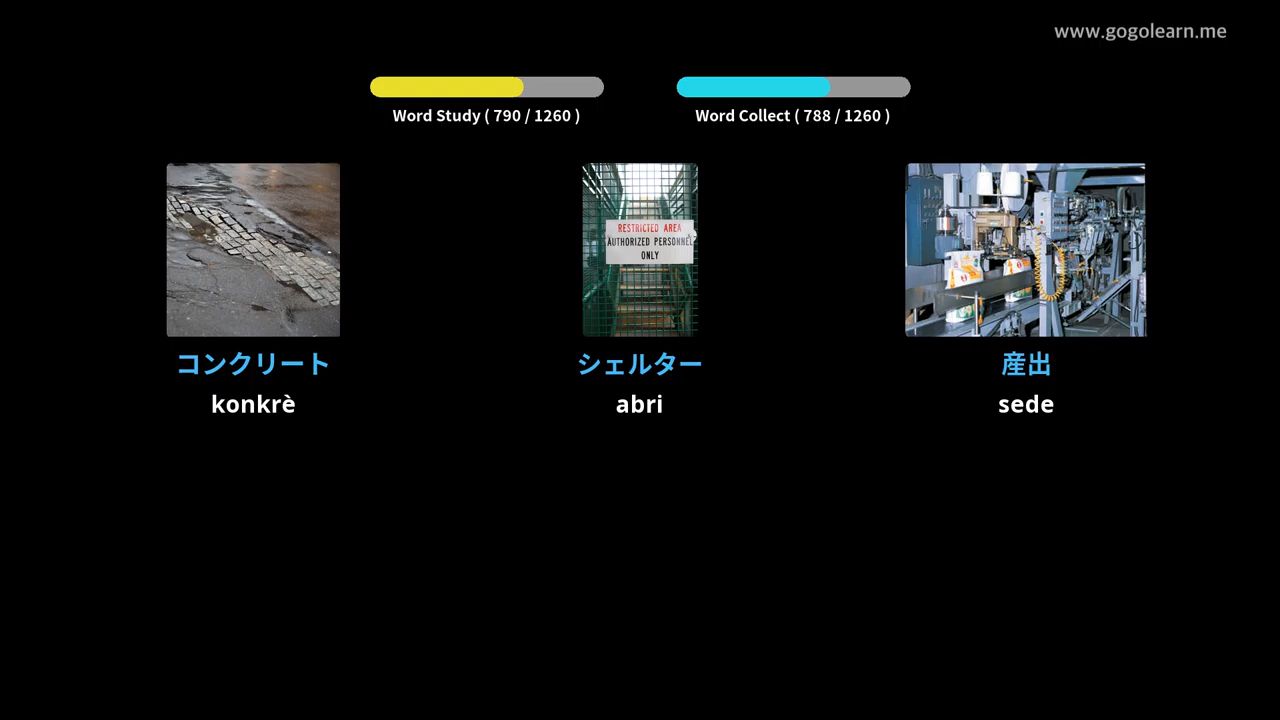 www.gogolearn.me
Word Study ( 790 / 1260 )
Word Collect ( 788 / 1260 )
RESTRICTED AREA
AUTHORIZED PERSONNEL
ONLY
コンクリート
シェルター
産出
konkrè
abri
sede